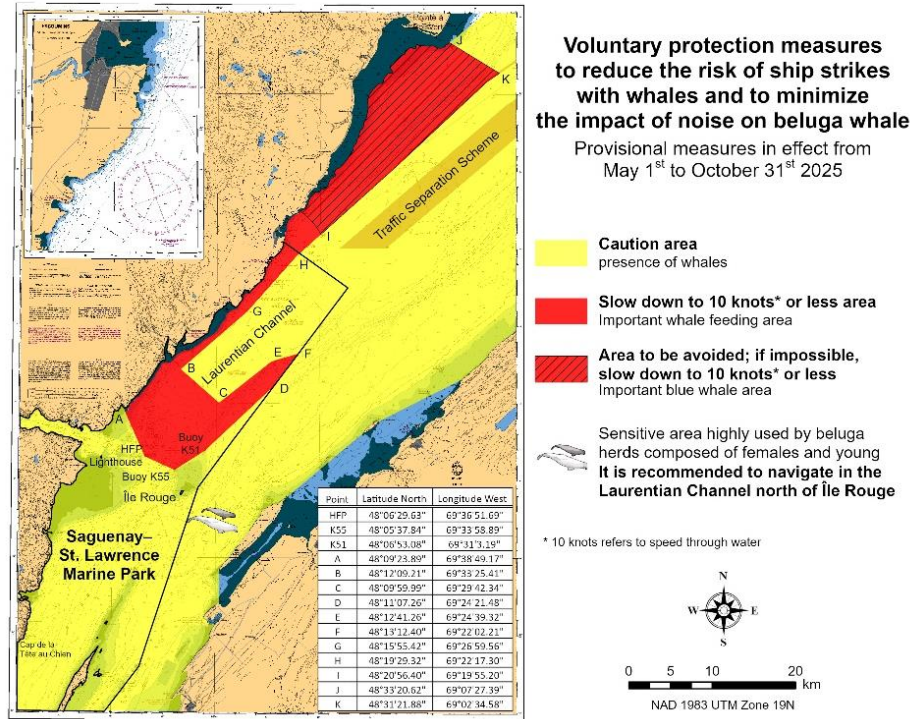 Voluntary protection measures
to reduce the risk of ship strikes
with whales and to minimize
the impact of noise on beluga whale
Provisional measures in effect from
May 1st to October 31st 2025
Caution area
presence of whales
Slow down to 10 knots* or less area
Important whale feeding area
Area to be avoided; if impossible,
slow down to 10 knots* or less
Important blue whale area
Sensitive area highly used by beluga
herds composed of females and young
It is recommended to navigate in the
Laurentian Channel north of Île Rouge
* 10 knots refers to speed through water
N
W E
S
0 5 10 20
km
NAD 1983 UTM Zone 19N
J
K
Traffic Separation Scheme
I
H
G
Laurentian Channel
E
F
B
C
D
A
HFP
Lighthouse
Buoy
K51
Buoy K55
Île Rouge
Saguenay–
St. Lawrence
Marine Park
Cap de la
Tête au Chien
Point Latitude North Longitude West
HFP 48°06'29.63" 69°36'51.69"
K55 48°05'37.84" 69°33'58.89"
K51 48°06'53.08" 69°31'3.19"
A 48°09'23.89" 69°38'49.17"
B 48°12'09.21" 69°33'25.41"
C 48°09'59.99" 69°29'42.34"
D 48°11'07.26" 69°24'21.48"
E 48°12'41.26" 69°24'39.32"
F 48°13'12.40" 69°22'02.21"
G 48°15'55.42" 69°26'59.56"
H 48°19'29.32" 69°22'17.30"
I 48°20'56.40" 69°19'55.20"
J 48°33'20.62" 69°07'27.39"
K 48°31'21.88" 69°02'34.58"